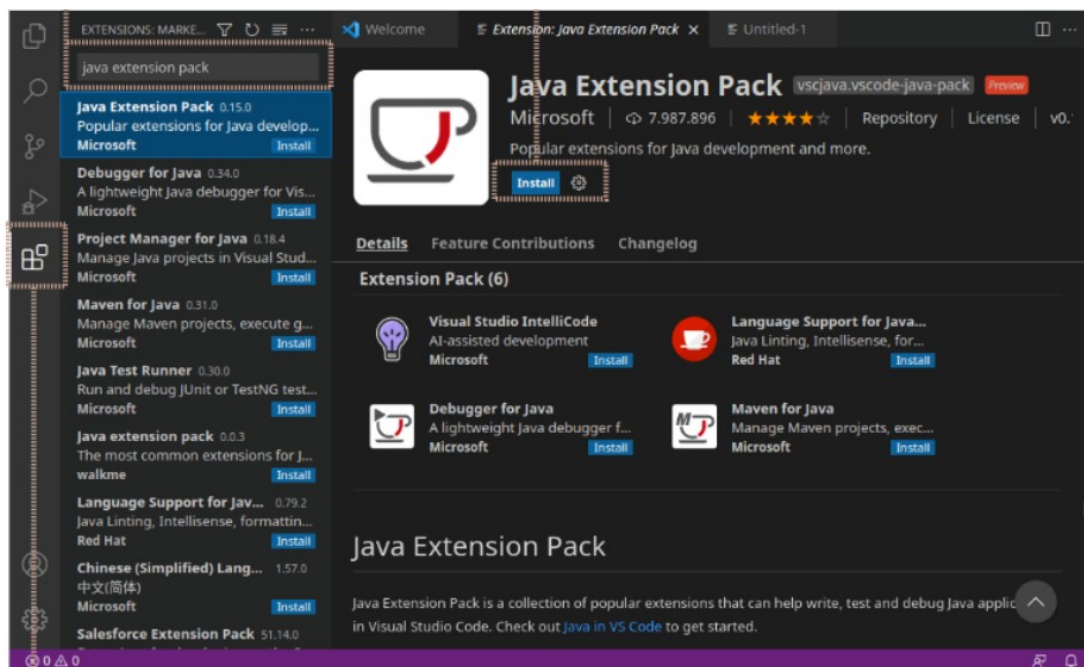 EXTENSIONS: MARKE...
java extension pack
Java Extension Pack 0.15.0
Popular extensions for Java develop...
Microsoft Install
Debugger for Java 0.34.0
A lightweight Java debugger for Vis...
Microsoft Install
Project Manager for Java 0.18.4
Manage Java projects in Visual Stud...
Microsoft Install
Maven for Java 0.31.0
Manage Maven projects, execute g...
Microsoft Install
Java Test Runner 0.30.0
Run and debug JUnit or TestNG test...
Microsoft Install
Java extension pack 0.0.3
The most common extensions for J...
walkme Install
Language Support for Jav... 0.79.2
Java Linting, Intellisense, formattin...
Red Hat Install
Chinese (Simplified) Lang... 1.57.0
中文(简体)
Microsoft Install
Salesforce Extension Pack 51.14.0
Welcome Extension: Java Extension Pack Untitled-1
Java Extension Pack vscjava.vscode-java-pack Preview
Microsoft 7.987.896 Repository License v0.
Popular extensions for Java development and more.
Install
Details Feature Contributions Changelog
Extension Pack (6)
Visual Studio IntelliCode
AI-assisted development
Microsoft Install
Language Support for Java...
Java Linting, Intellisense, for...
Red Hat Install
Debugger for Java
A lightweight Java debugger f...
Microsoft Install
Maven for Java
Manage Maven projects, exec...
Microsoft Install
Java Extension Pack
Java Extension Pack is a collection of popular extensions that can help write, test and debug Java applic
in Visual Studio Code. Check out Java in VS Code to get started.
0 0